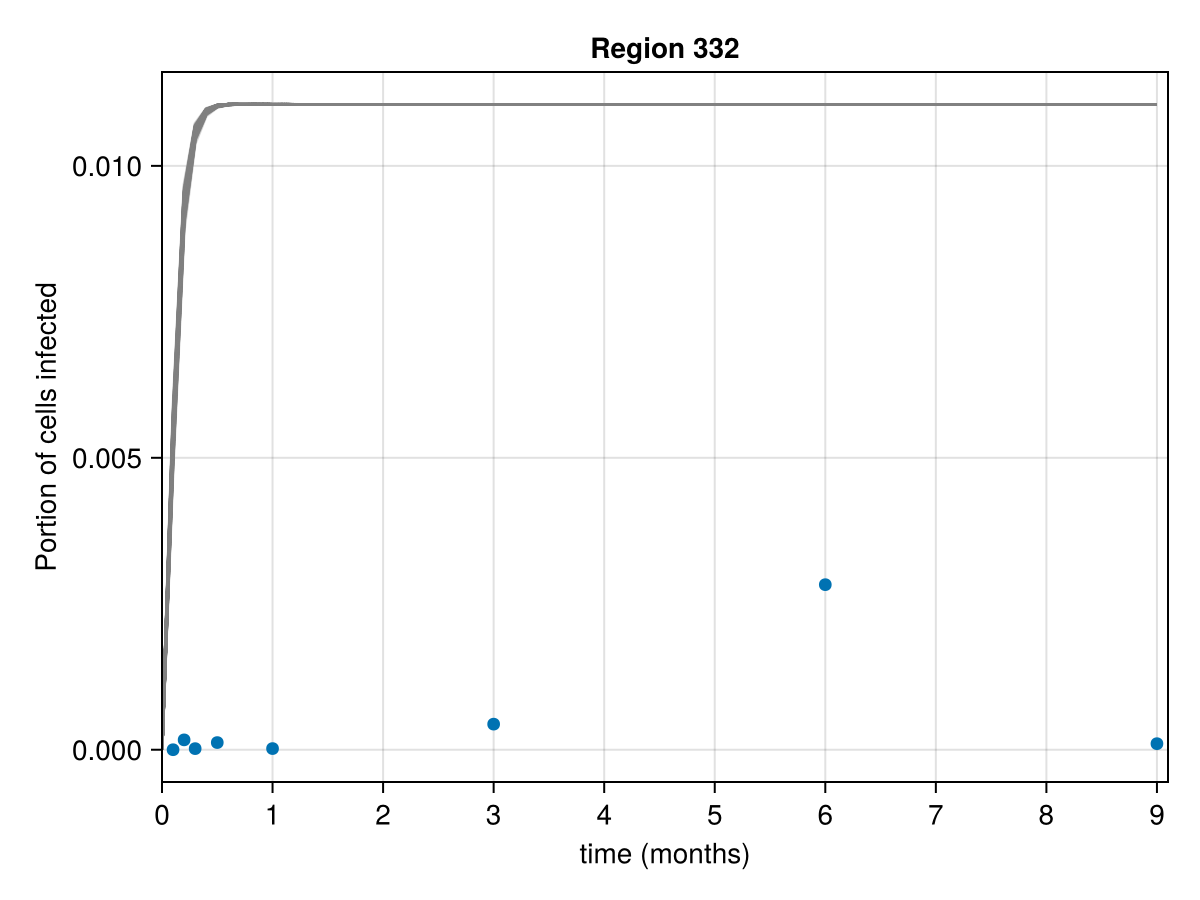 Region 332
Portion of cells infected
0.010
0.005
0.000
0 1 2 3 4 5 6 7 8 9
time (months)